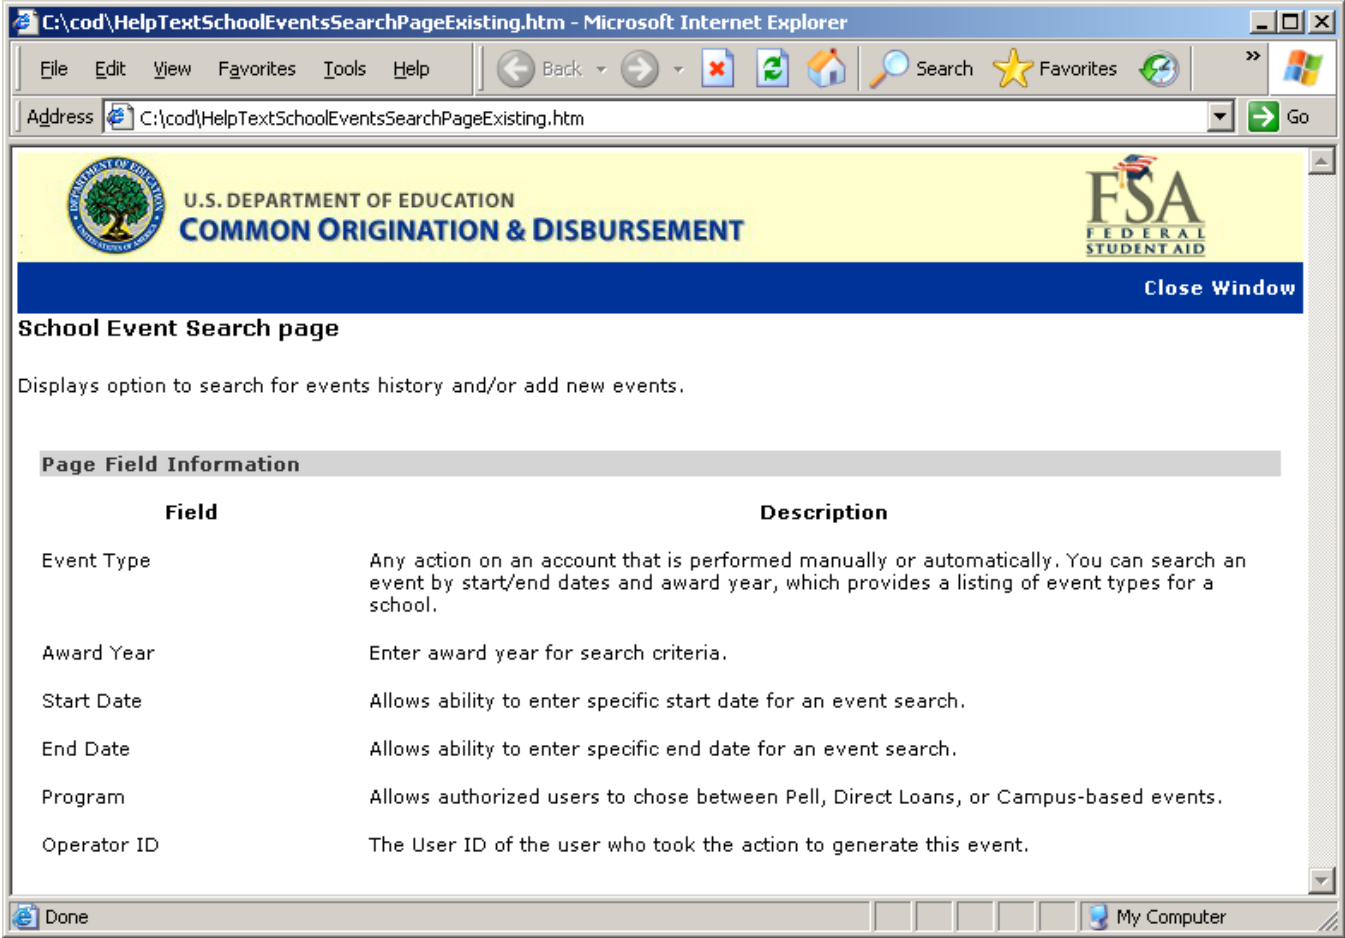 C:\cod\HelpTextSchoolEventsSearchPageExisting.htm - Microsoft Internet Explorer
File Edit View Favorites Tools Help Back Search Favorites »
Address C:\cod\HelpTextSchoolEventsSearchPageExisting.htm Go
U.S. DEPARTMENT OF EDUCATION
COMMON ORIGINATION & DISBURSEMENT
FSA
FEDERAL
STUDENT AID
Close Window
School Event Search page
Displays option to search for events history and/or add new events.
Page Field Information
Field Description
Event Type Any action on an account that is performed manually or automatically. You can search an
event by start/end dates and award year, which provides a listing of event types for a
school.
Award Year Enter award year for search criteria.
Start Date Allows ability to enter specific start date for an event search.
End Date Allows ability to enter specific end date for an event search.
Program Allows authorized users to chose between Pell, Direct Loans, or Campus-based events.
Operator ID The User ID of the user who took the action to generate this event.
Done My Computer